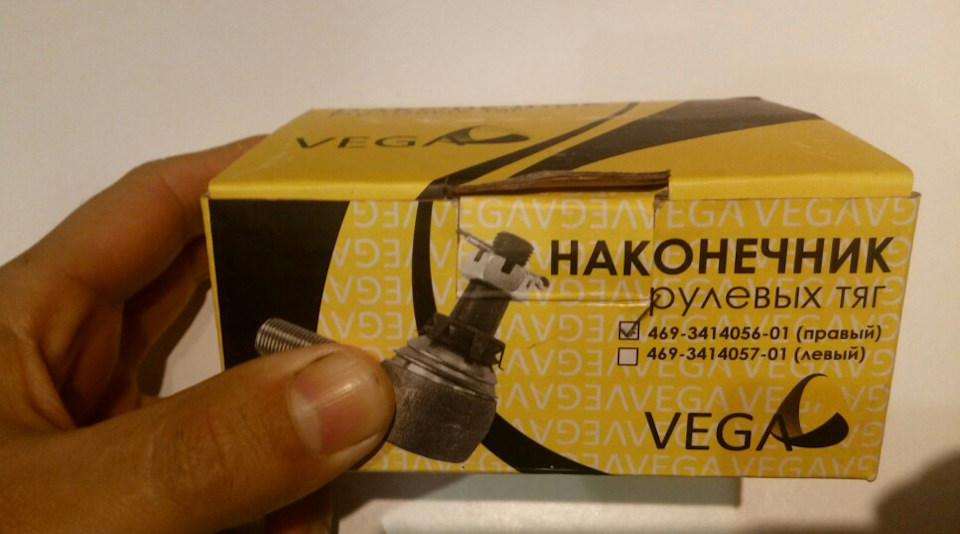 VEGA
НАКОНЕЧНИК
рулевых тяг
469-3414056-01 (правый)
469-3414057-01 (левый)
VEGA